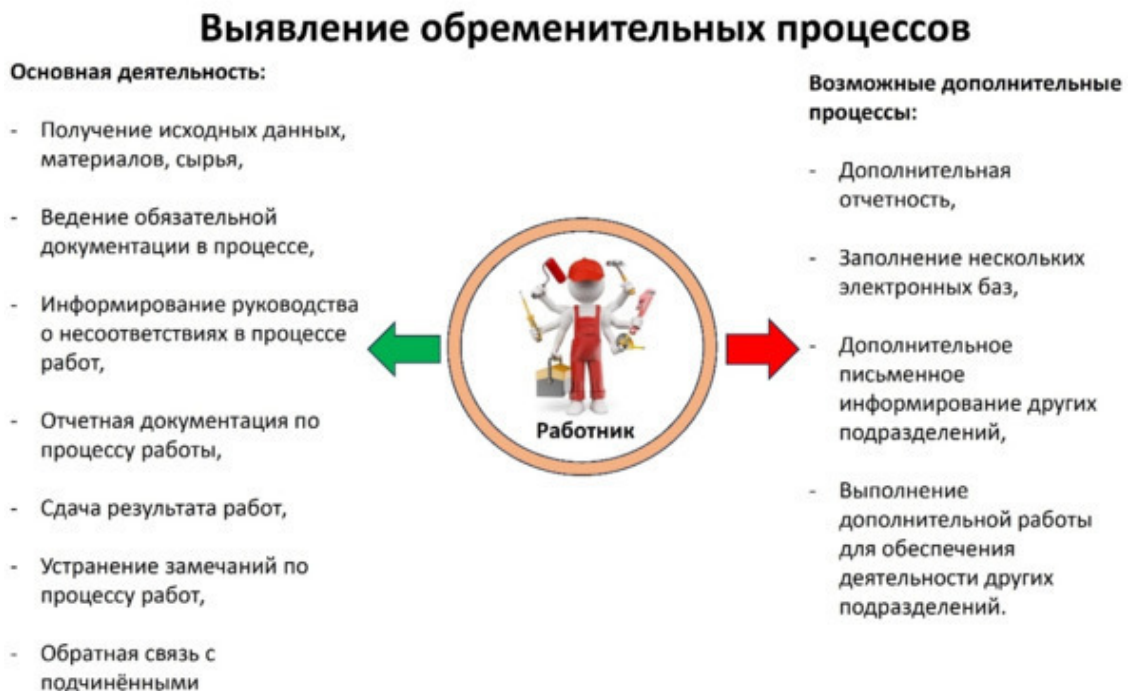 Выявление обременительных процессов
Основная деятельность:
- Получение исходных данных,
материалов, сырья,
- Ведение обязательной
документации в процессе,
- Информирование руководства
о несоответствиях в процессе
работ,
- Отчетная документация по
процессу работы,
- Сдача результата работ,
- Устранение замечаний по
процессу работ,
- Обратная связь с
подчинёнными
Работник
Возможные дополнительные
процессы:
- Дополнительная
отчетность,
- Заполнение нескольких
электронных баз,
- Дополнительное
письменное
информирование других
подразделений,
- Выполнение
дополнительной работы
для обеспечения
деятельности других
подразделений.